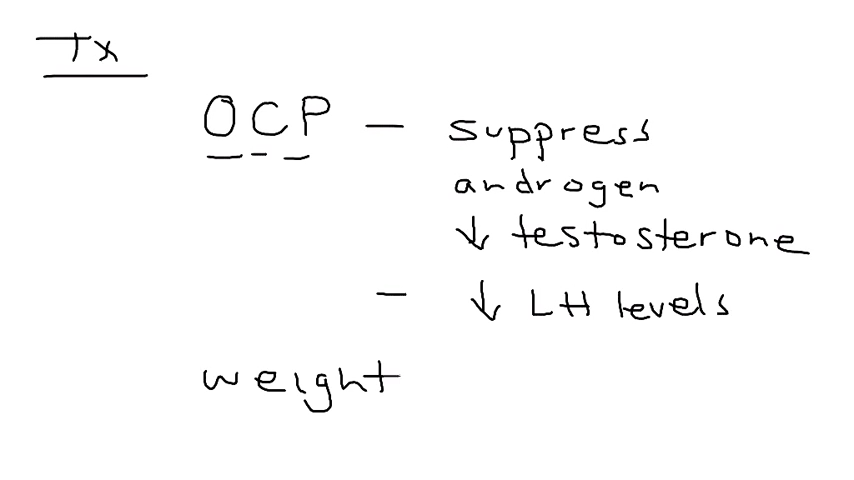 Tx
OCP - suppress
androgen
↓ testosterone
- ↓ LH levels
weight